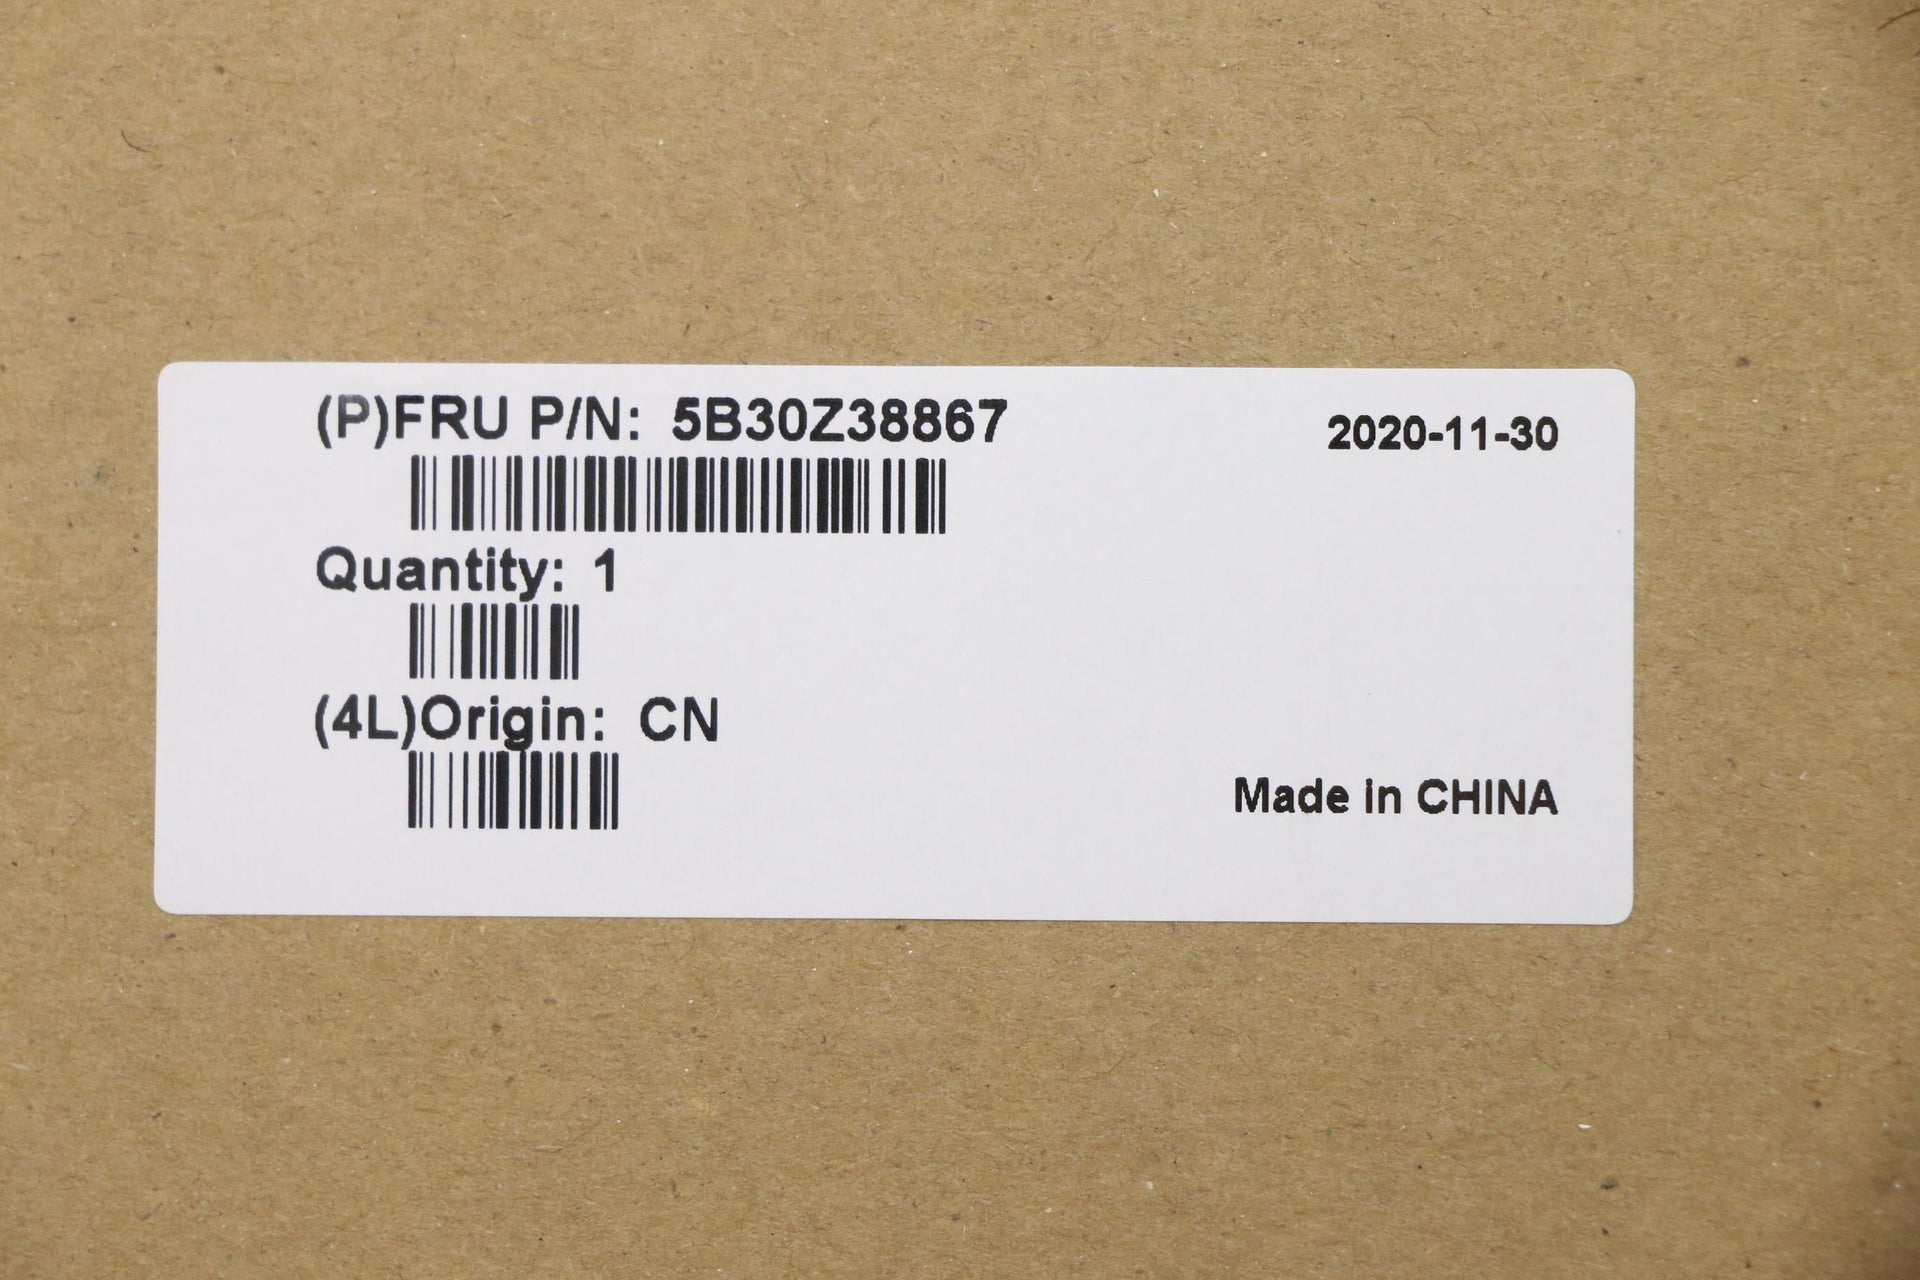 (P)FRU P/N: 5B30Z38867
2020-11-30
Quantity: 1
(4L)Origin: CN
Made in CHINA